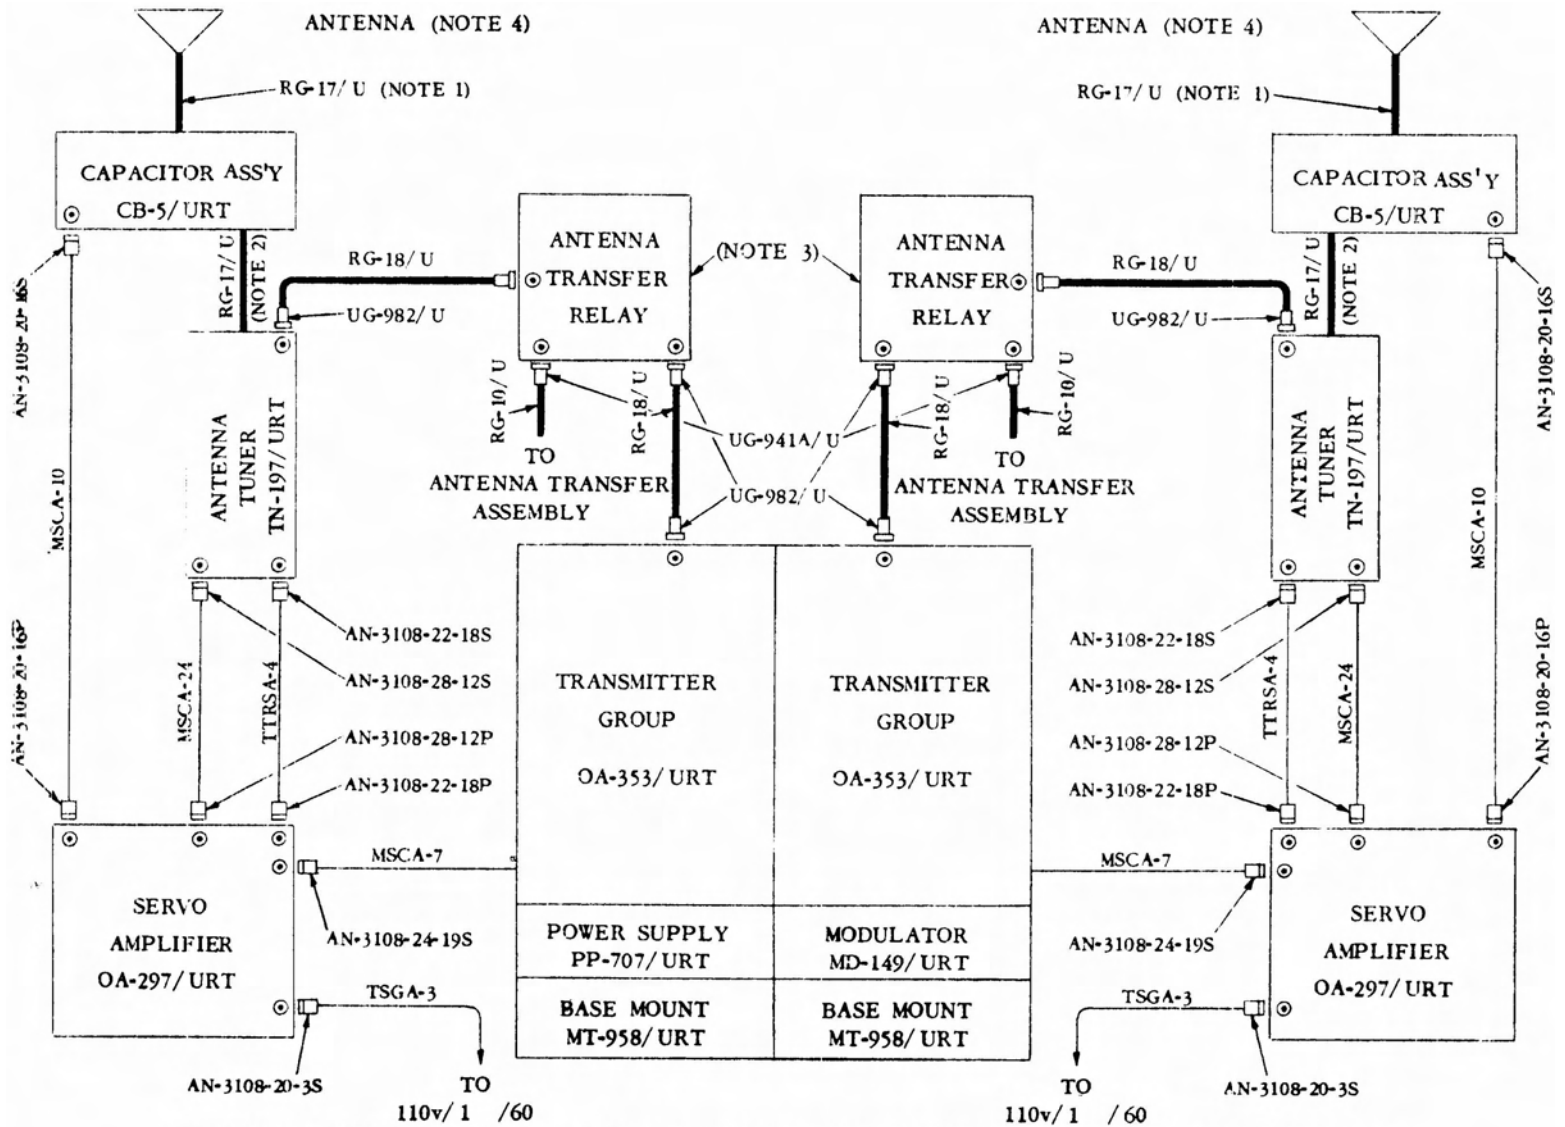 ANTENNA (NOTE 4)
ANTENNA (NOTE 4)
RG-17/ U (NOTE 1)
RG-17/U (NOTE 1)
CAPACITOR ASS'Y
CB-5/URT
CAPACITOR ASS'Y
CB-5/URT
AN-3108-20-16S
RG-17/ U
(NOTE 2)
RG-18/ U
UG-982/ U
ANTENNA
TRANSFER
RELAY
(NOTE 3)
ANTENNA
TRANSFER
RELAY
RG-18/ U
UG-982/ U
RG-17/U
(NOTE 2)
AN-3108-20-16S
ANTENNA
TUNER
TN-197/ URT
RG-10/ U
RG-18/ U
UG-941A/ U
RG-18/ U
RG-10/ U
ANTENNA
TUNER
TN-197/URT
TO
ANTENNA TRANSFER
ASSEMBLY
UG-982/ U
TO
ANTENNA TRANSFER
ASSEMBLY
MSCA-10
MSCA-10
AN-3108-20-16P
MSCA-24
TTRSA-4
AN-3108-22-18S
AN-3108-28-12S
AN-3108-28-12P
AN-3108-22-18P
TRANSMITTER
GROUP
OA-353/ URT
TRANSMITTER
GROUP
OA-353/ URT
AN-3108-22-18S
AN-3108-28-12S
AN-3108-28-12P
AN-3108-22-18P
TTRSA-4
MSCA-24
AN-3108-20-16P
SERVO
AMPLIFIER
OA-297/ URT
MSCA-7
AN-3108-24-19S
TSGA-3
AN-3108-20-3S
TO
110v/ 1 /60
POWER SUPPLY
PP-707/ URT
MODULATOR
MD-149/ URT
BASE MOUNT
MT-958/ URT
BASE MOUNT
MT-958/ URT
MSCA-7
AN-3108-24-19S
TSGA-3
TO
110v/ 1 /60
AN-3108-20-3S
SERVO
AMPLIFIER
OA-297/ URT